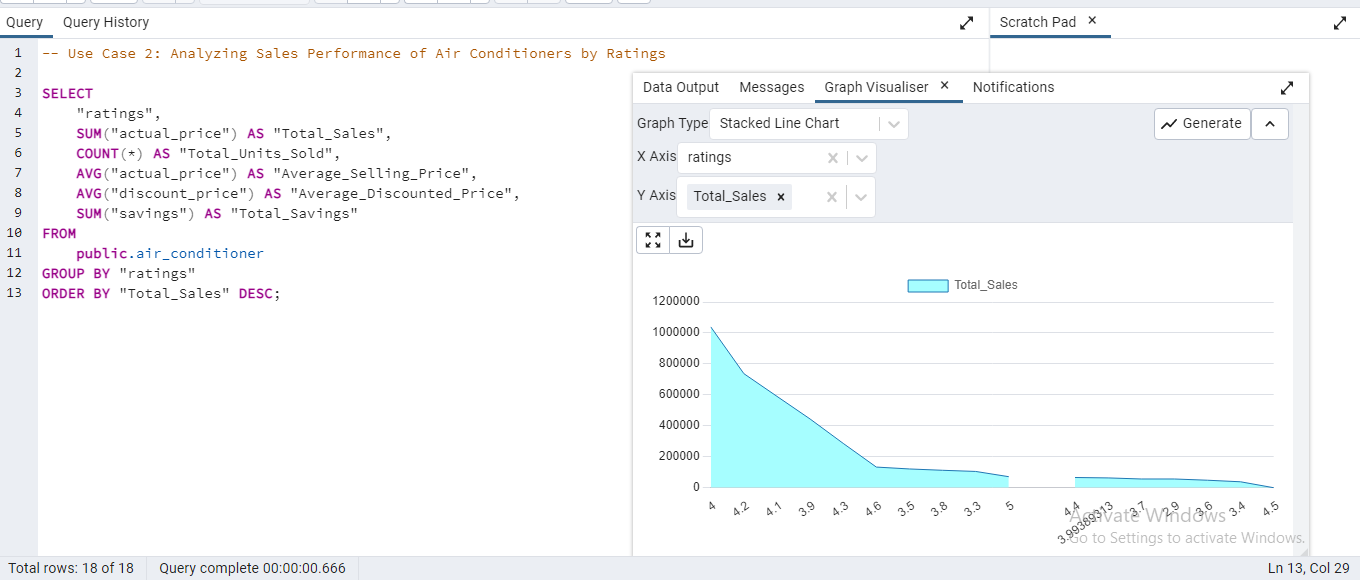 Query Query History
Scratch Pad ×
1 -- Use Case 2: Analyzing Sales Performance of Air Conditioners by Ratings
2
3 SELECT
4 "ratings",
5 SUM("actual_price") AS "Total_Sales",
6 COUNT(*) AS "Total_Units_Sold",
7 AVG("actual_price") AS "Average_Selling_Price",
8 AVG("discount_price") AS "Average_Discounted_Price",
9 SUM("savings") AS "Total_Savings"
10 FROM
11 public.air_conditioner
12 GROUP BY "ratings"
13 ORDER BY "Total_Sales" DESC;
Data Output Messages Graph Visualiser × Notifications
Graph Type Stacked Line Chart
Generate
X Axis ratings ×
Y Axis Total_Sales × ×
Total_Sales
1200000
1000000
800000
600000
400000
200000
0
4 4.2 4.1 3.9 4.3 4.6 3.5 3.8 3.3 5 4.4 3.99389313 3.7 2.9 3.6 3.4 4.5
Activate Windows
Go to Settings to activate Windows.
Total rows: 18 of 18 Query complete 00:00:00.666
Ln 13, Col 29